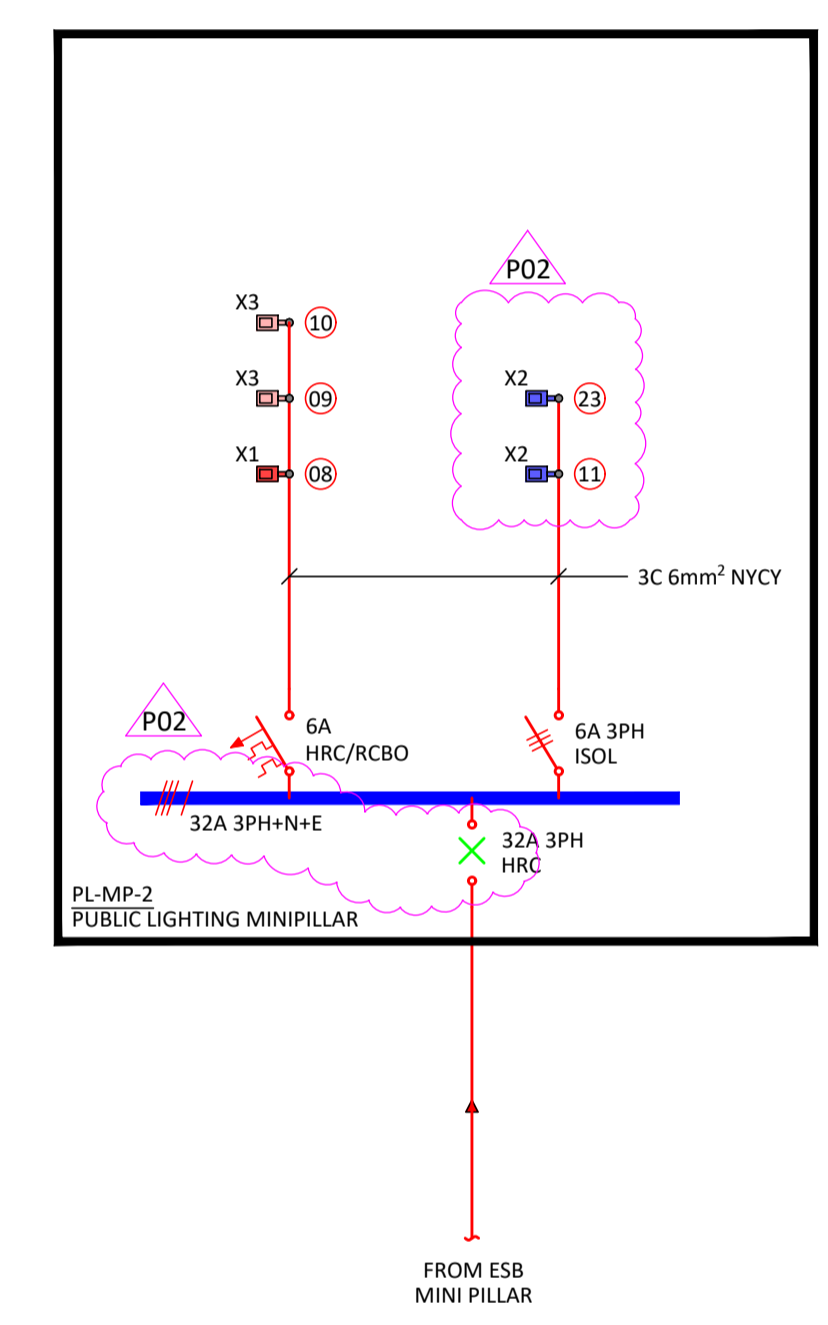 P02
X3
10
X3
09
X1
08
X2
23
X2
11
3C 6mm² NYCY
P02
6A
HRC/RCBO
6A 3PH
ISOL
32A 3PH+N+E
32A 3PH
HRC
PL-MP-2
PUBLIC LIGHTING MINIPILLAR
FROM ESB
MINI PILLAR